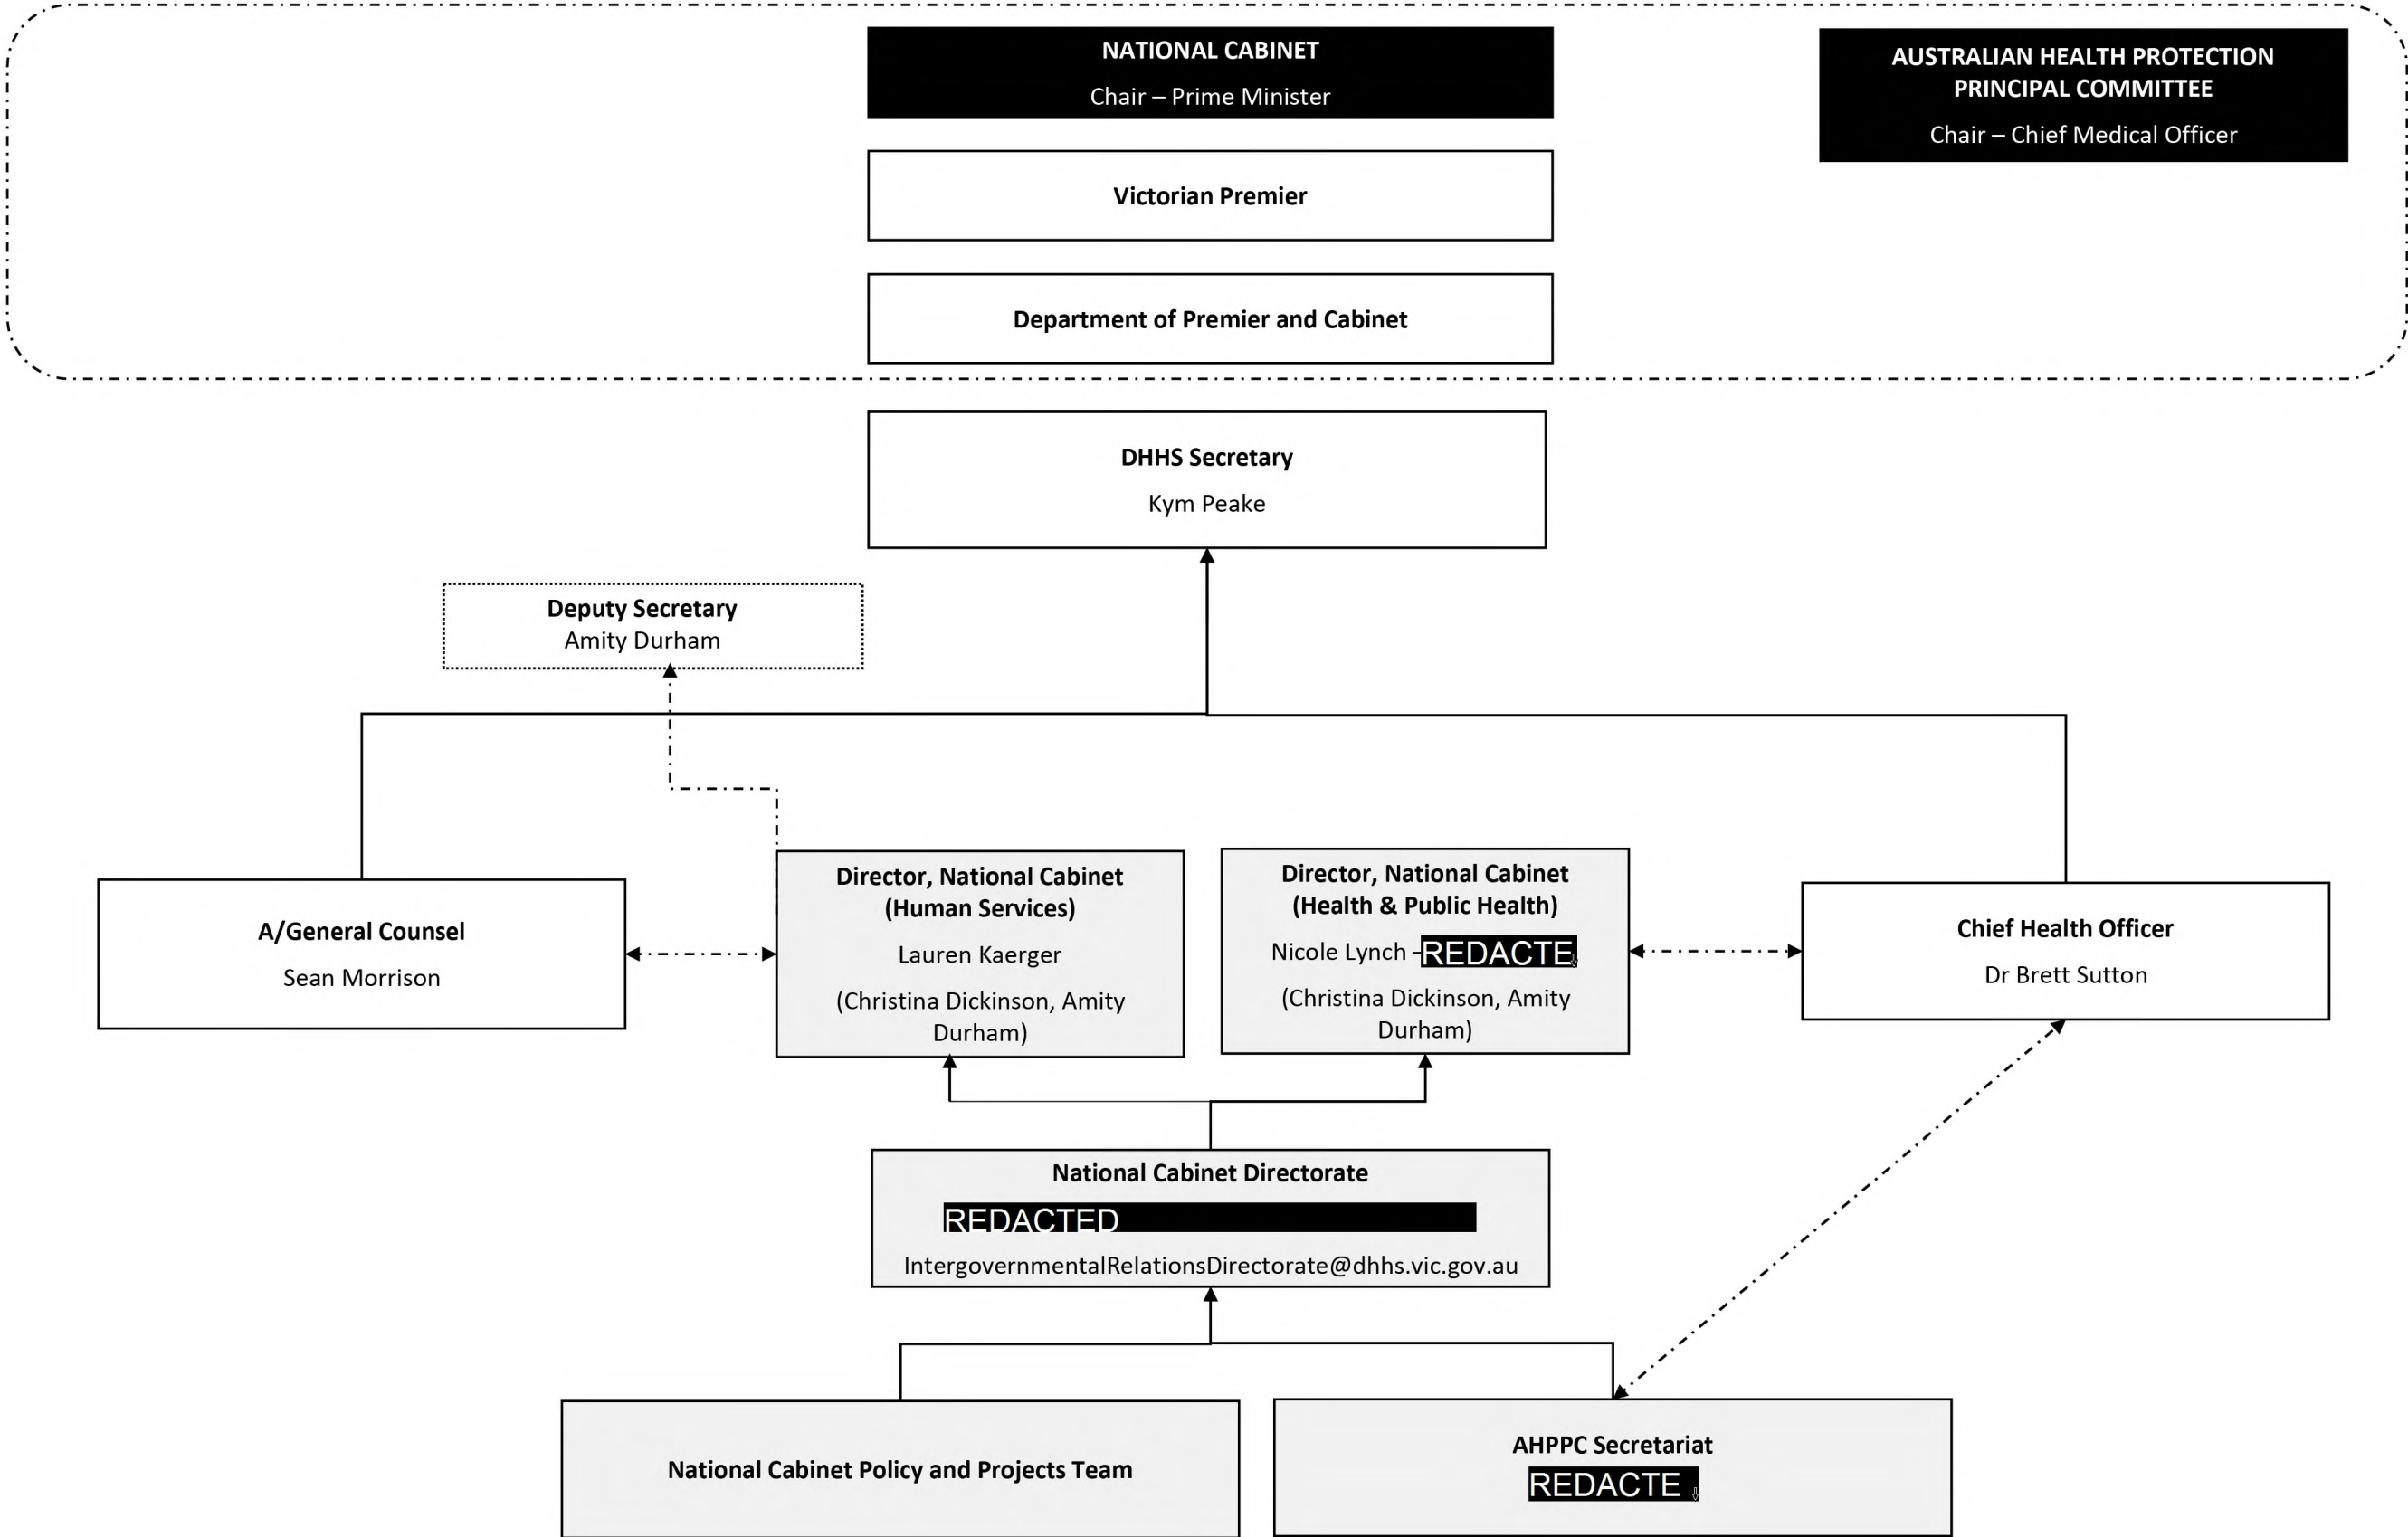 NATIONAL CABINET
Chair – Prime Minister
AUSTRALIAN HEALTH PROTECTION
PRINCIPAL COMMITTEE
Chair – Chief Medical Officer
Victorian Premier
Department of Premier and Cabinet
DHHS Secretary
Kym Peake
Deputy Secretary
Amity Durham
A/General Counsel
Sean Morrison
Director, National Cabinet
(Human Services)
Lauren Kaerger
(Christina Dickinson, Amity
Durham)
Director, National Cabinet
(Health & Public Health)
Nicole Lynch – REDACTE
(Christina Dickinson, Amity
Durham)
Chief Health Officer
Dr Brett Sutton
National Cabinet Directorate
REDACTED
IntergovernmentalRelationsDirectorate@dhhs.vic.gov.au
National Cabinet Policy and Projects Team
AHPPC Secretariat
REDACTE